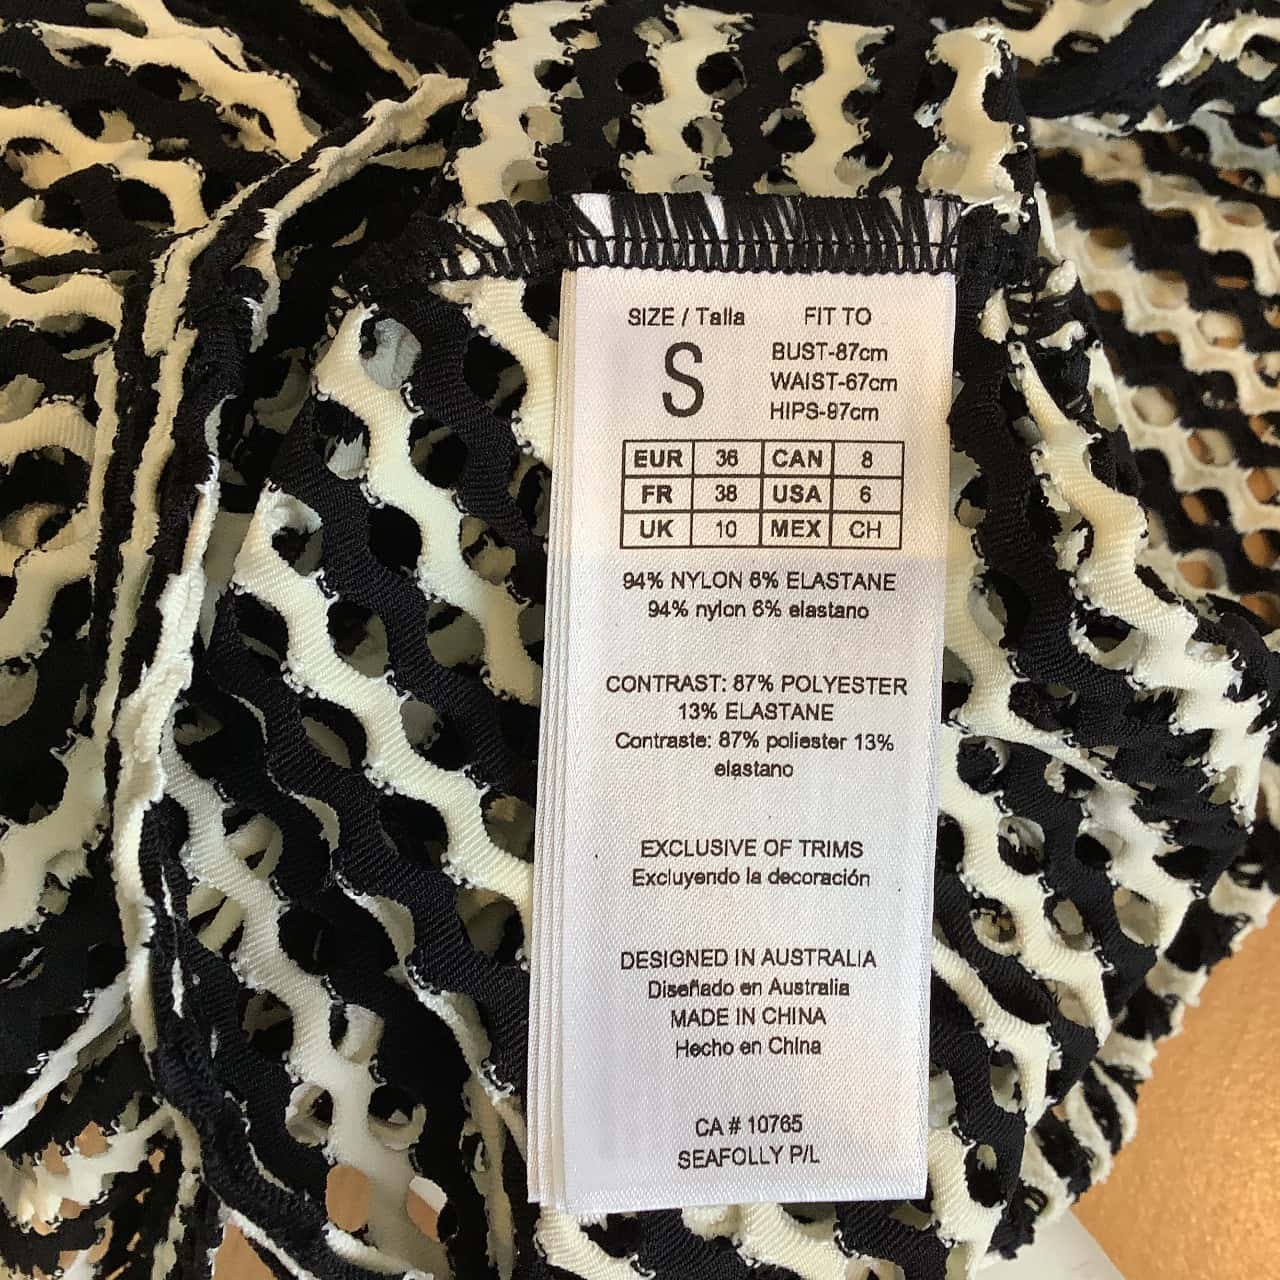 SIZE / Talla FIT TO
S BUST-87cm
WAIST-67cm
HIPS-97cm
EUR 36 CAN 8
FR 38 USA 6
UK 10 MEX CH
94% NYLON 6% ELASTANE
94% nylon 6% elastano
CONTRAST: 87% POLYESTER
13% ELASTANE
Contraste: 87% poliester 13%
elastano
EXCLUSIVE OF TRIMS
Excluyendo la decoración
DESIGNED IN AUSTRALIA
Diseñado en Australia
MADE IN CHINA
Hecho en China
CA # 10765
SEAFOLLY P/L